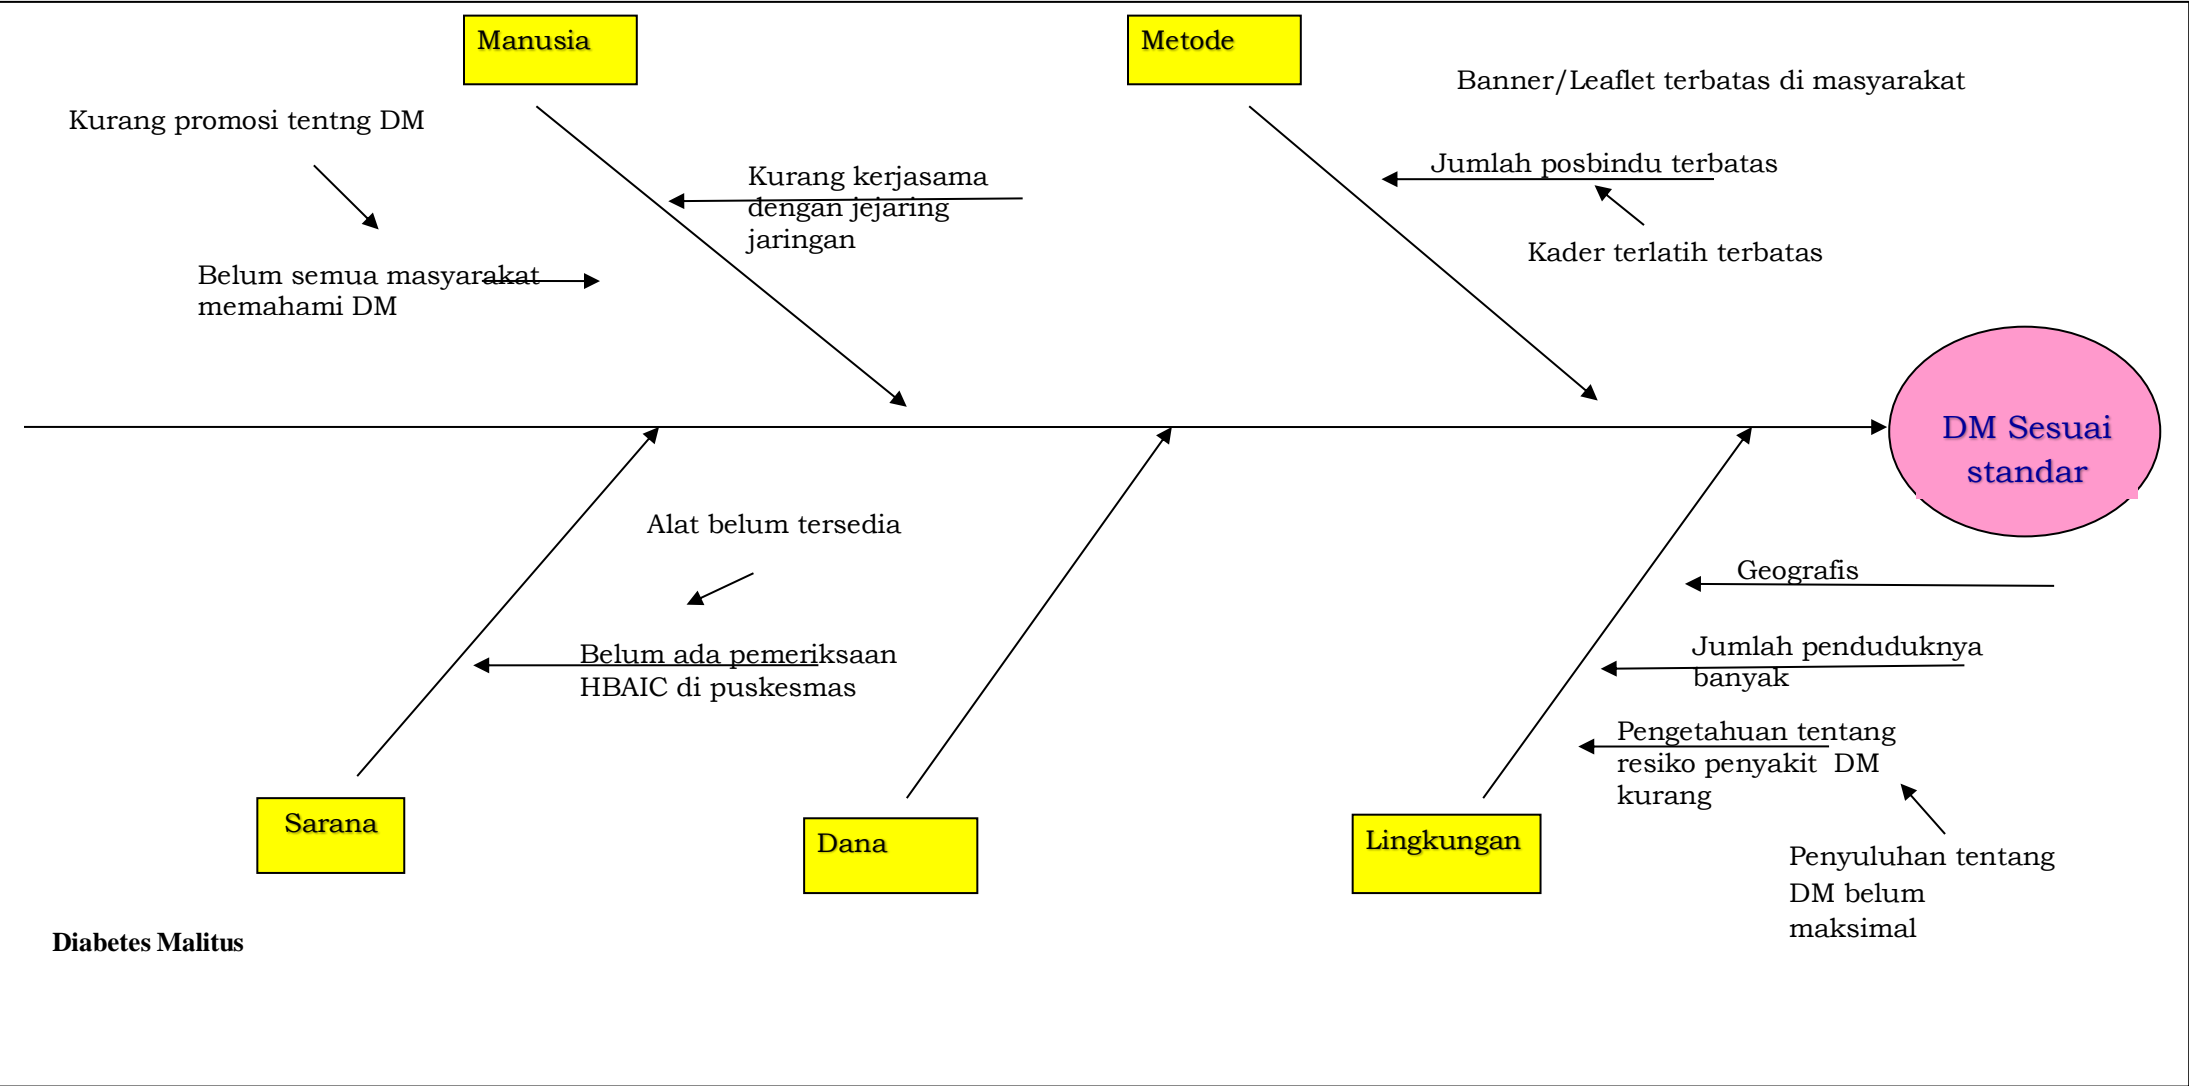 Manusia
Metode
Banner/Leaflet terbatas di masyarakat
Kurang promosi tentng DM
Jumlah posbindu terbatas
Kurang kerjasama
dengan jejaring
jaringan
Kader terlatih terbatas
Belum semua masyarakat
memahami DM
DM Sesuai
standar
Alat belum tersedia
Geografis
Belum ada pemeriksaan
HBAIC di puskesmas
Jumlah penduduknya
banyak
Pengetahuan tentang
resiko penyakit  DM
kurang
Sarana
Dana
Lingkungan
Penyuluhan tentang
DM belum
maksimal
Diabetes Malitus